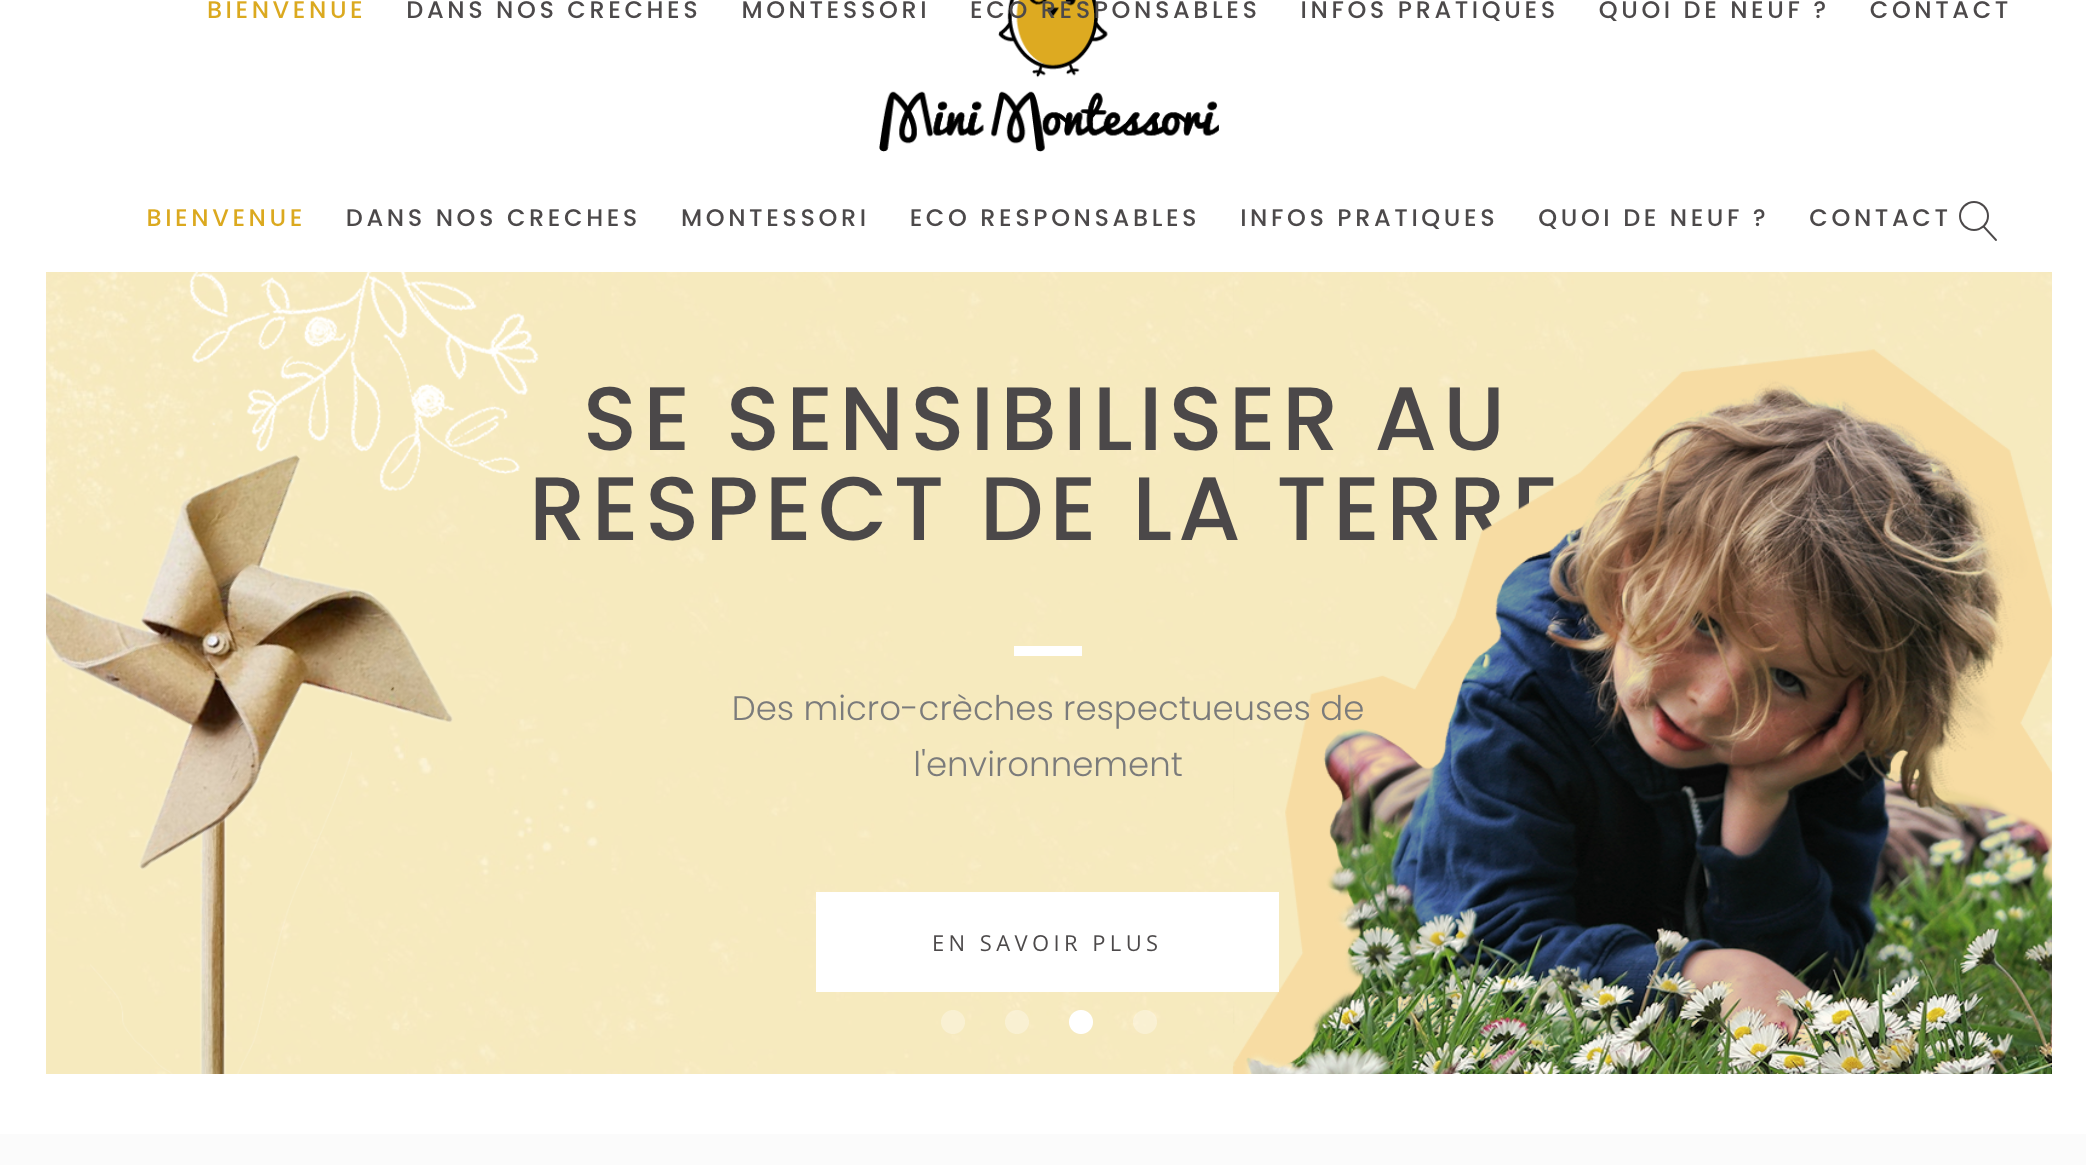 BIENVENUE DANS NOS CRECHES MONTESSORI ECO RESPONSABLES INFOS PRATIQUES QUOI DE NEUF ? CONTACT
Mini Montessori
BIENVENUE DANS NOS CRECHES MONTESSORI ECO RESPONSABLES INFOS PRATIQUES QUOI DE NEUF ? CONTACT
SE SENSIBILISER AU
RESPECT DE LA TERRE
Des micro-crèches respectueuses de
l'environnement
EN SAVOIR PLUS